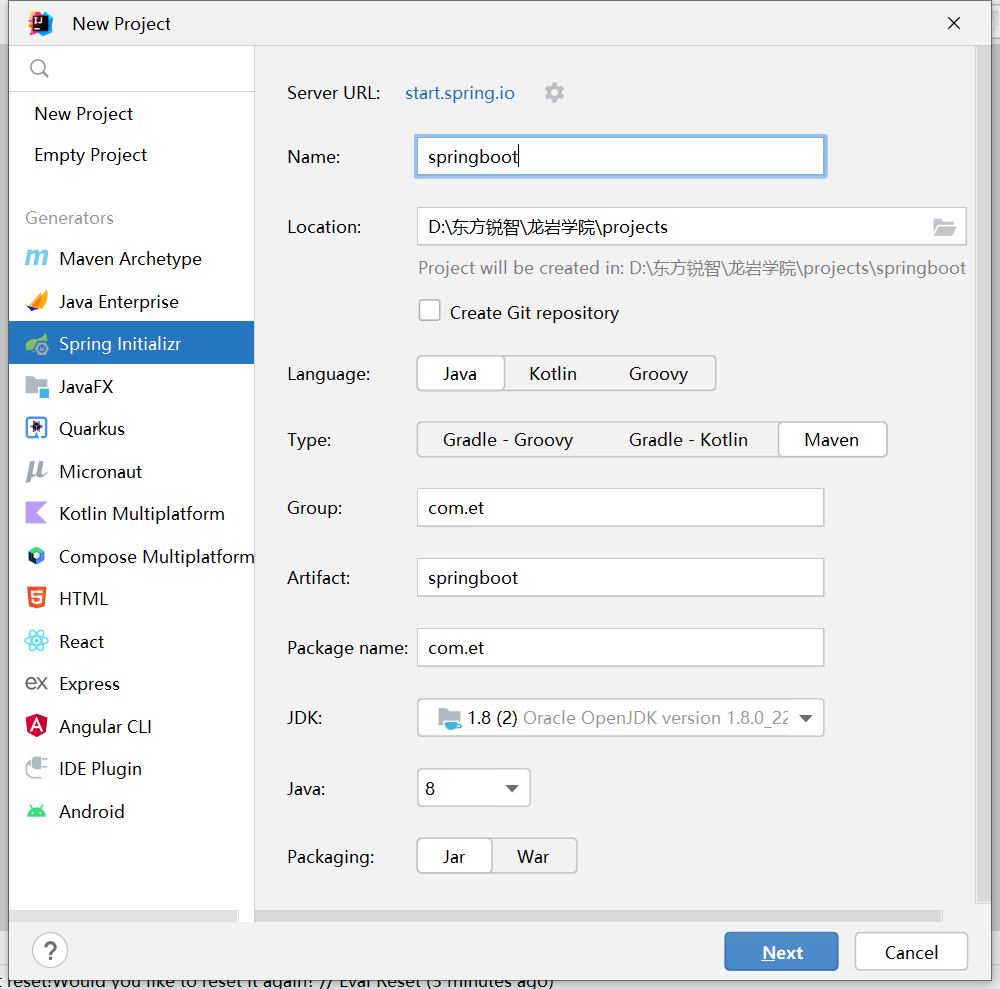 New Project
New Project
Empty Project
Generators
Maven Archetype
Java Enterprise
Spring Initializr
JavaFX
Quarkus
Micronaut
Kotlin Multiplatform
Compose Multiplatform
HTML
React
Express
Angular CLI
IDE Plugin
Android
Server URL: start.spring.io
Name: springboot
Location: D:\东方锐智\龙岩学院\projects
Project will be created in: D:\东方锐智\龙岩学院\projects\springboot
Create Git repository
Language: Java Kotlin Groovy
Type: Gradle - Groovy Gradle - Kotlin Maven
Group: com.et
Artifact: springboot
Package name: com.et
JDK: 1.8 (2) Oracle OpenJDK version 1.8.0_22
Java: 8
Packaging: Jar War
? Next Cancel
reset!Would you like to reset it again? // Eval Reset (5 minutes ago)